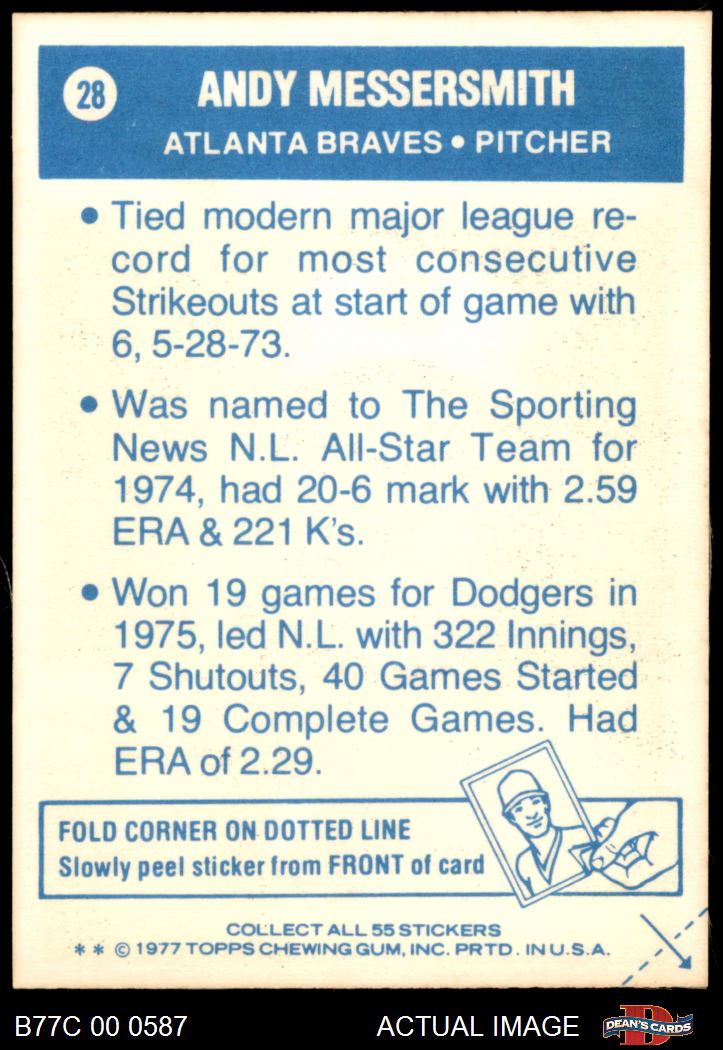 28
ANDY MESSERSMITH
ATLANTA BRAVES • PITCHER
• Tied modern major league re-
cord for most consecutive
Strikeouts at start of game with
6, 5-28-73.
• Was named to The Sporting
News N.L. All-Star Team for
1974, had 20-6 mark with 2.59
ERA & 221 K's.
• Won 19 games for Dodgers in
1975, led N.L. with 322 Innings,
7 Shutouts, 40 Games Started
& 19 Complete Games. Had
ERA of 2.29.
FOLD CORNER ON DOTTED LINE
Slowly peel sticker from FRONT of card
COLLECT ALL 55 STICKERS
* * © 1977 TOPPS CHEWING GUM, INC. PRTD. IN U.S.A.
B77C 00 0587
ACTUAL IMAGE
D
DEAN'S CARDS